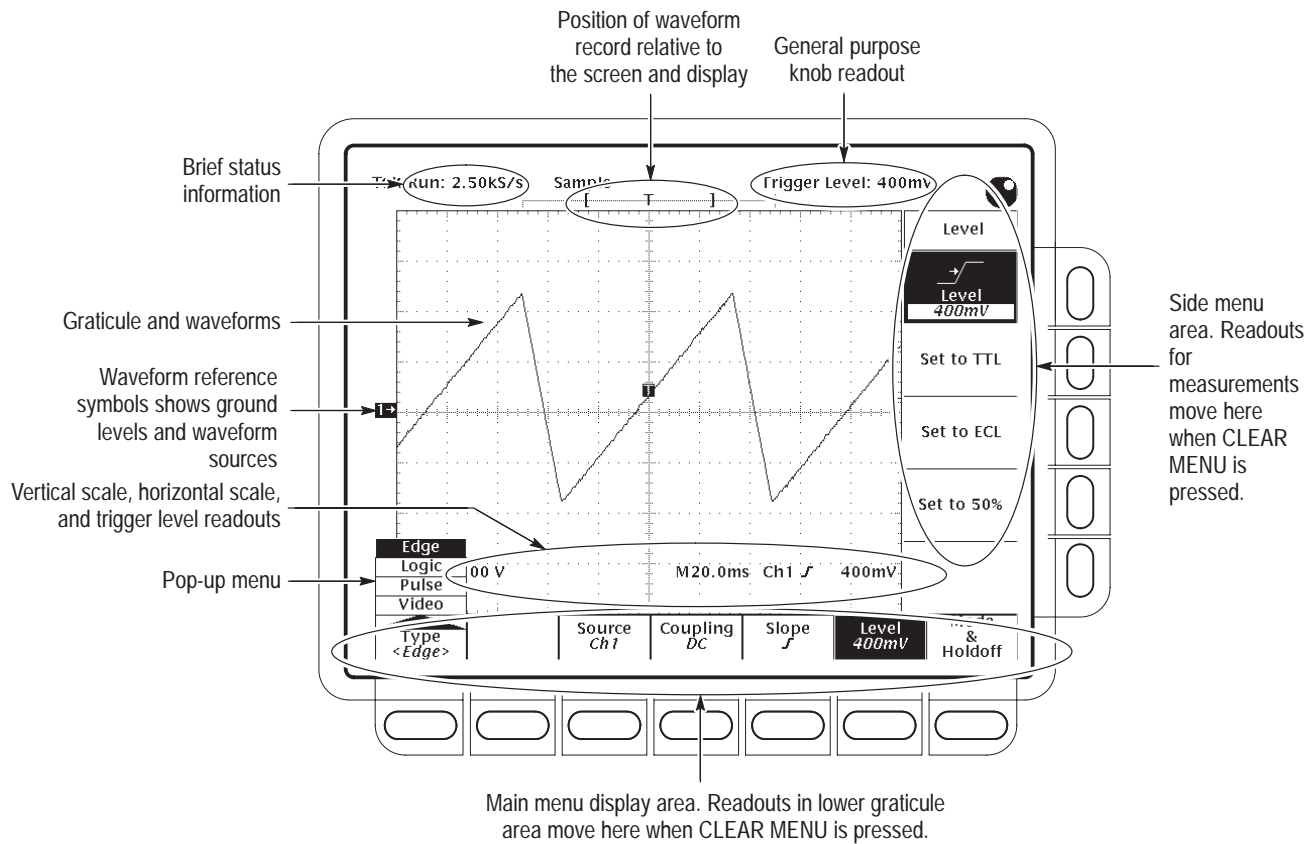 Position of waveform
record relative to
the screen and display
General purpose
knob readout
Brief status
information
Run: 2.50kS/s
Sample
Trigger Level: 400mV
[ T ]
Level
Level
400mV
Set to TTL
Set to ECL
Set to 50%
Graticule and waveforms
Waveform reference
symbols shows ground
levels and waveform
sources
1→
T
Vertical scale, horizontal scale,
and trigger level readouts
Pop-up menu
Side menu
area. Readouts
for
measurements
move here
when CLEAR
MENU is
pressed.
Edge
Logic
Pulse
Video
00 V
M20.0ms Ch1 400mV
Type
<Edge>
Source
Ch1
Coupling
DC
Slope
Level
400mV
&
Holdoff
Main menu display area. Readouts in lower graticule
area move here when CLEAR MENU is pressed.